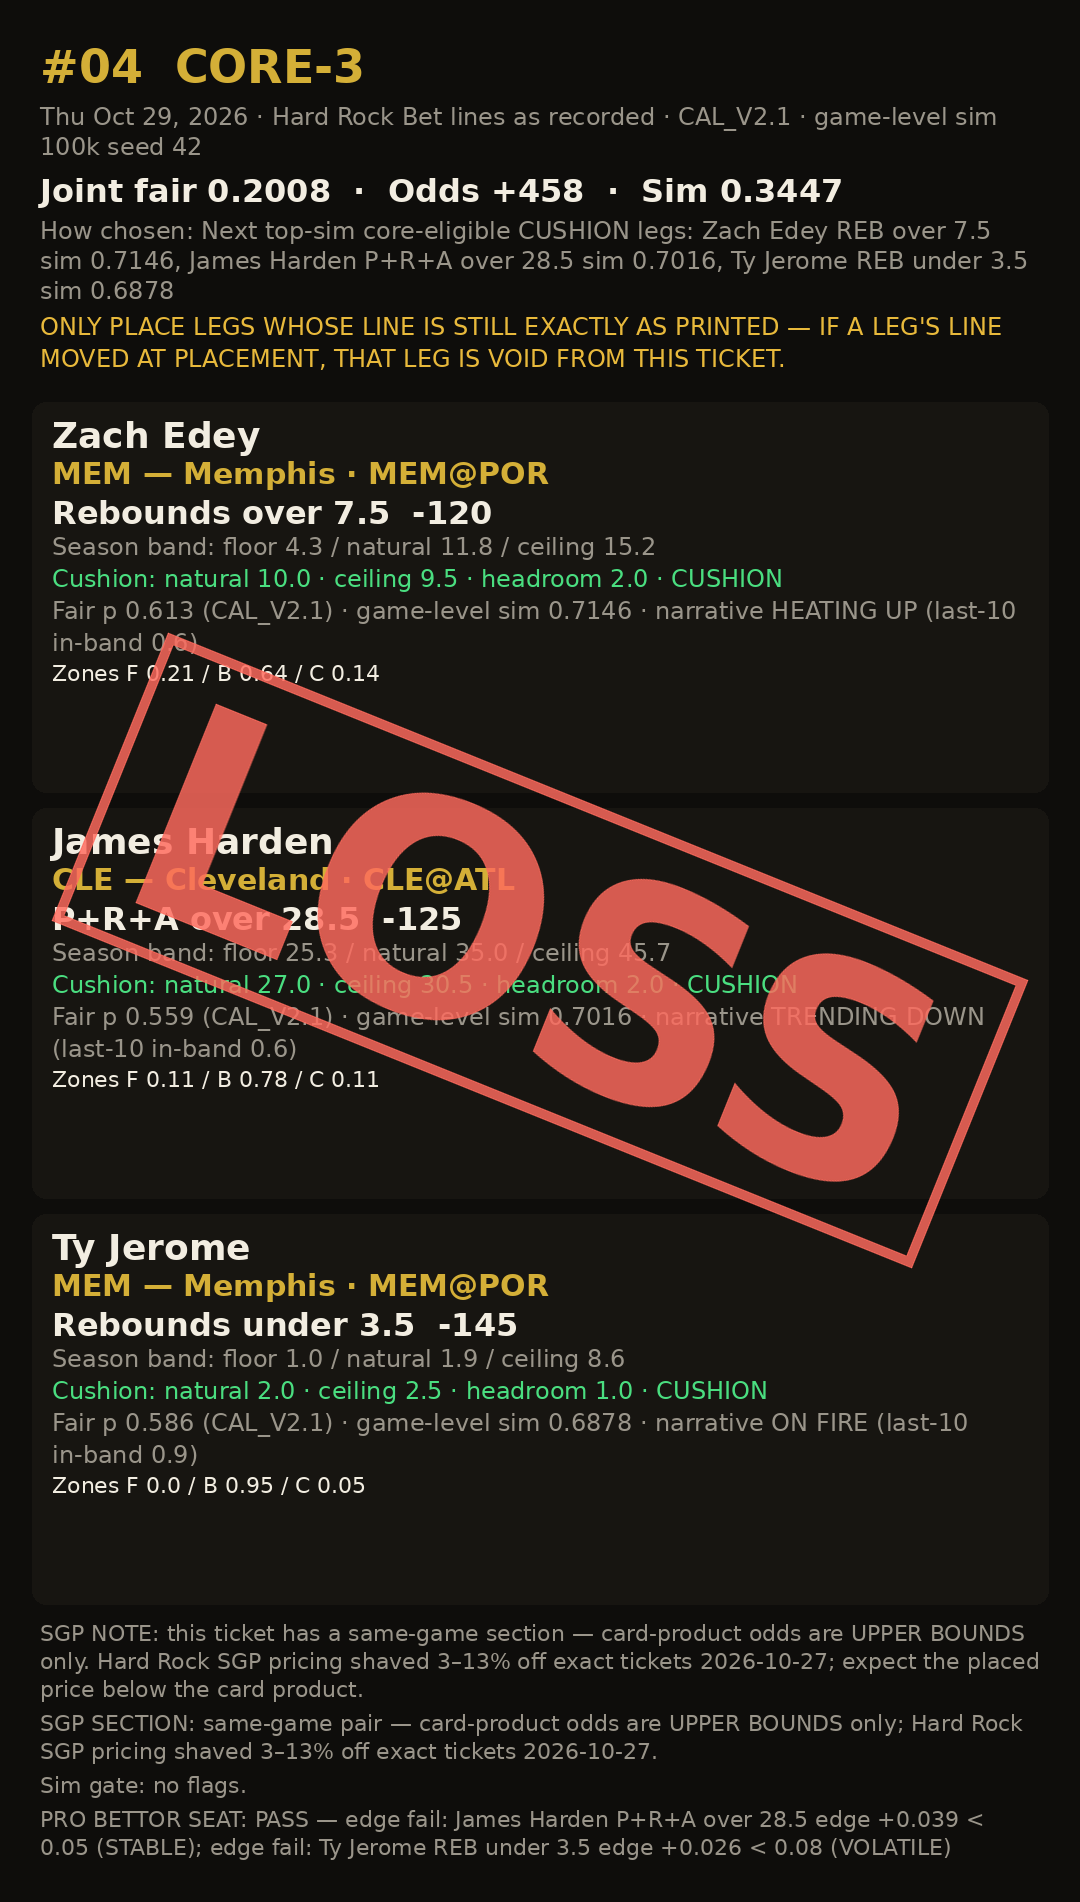 #04 CORE-3
Thu Oct 29, 2026 · Hard Rock Bet lines as recorded · CAL_V2.1 · game-level sim
100k seed 42
Joint fair 0.2008 · Odds +458 · Sim 0.3447
How chosen: Next top-sim core-eligible CUSHION legs: Zach Edey REB over 7.5
sim 0.7146, James Harden P+R+A over 28.5 sim 0.7016, Ty Jerome REB under 3.5
sim 0.6878
ONLY PLACE LEGS WHOSE LINE IS STILL EXACTLY AS PRINTED — IF A LEG'S LINE
MOVED AT PLACEMENT, THAT LEG IS VOID FROM THIS TICKET.
Zach Edey
MEM — Memphis · MEM@POR
Rebounds over 7.5 -120
Season band: floor 4.3 / natural 11.8 / ceiling 15.2
Cushion: natural 10.0 · ceiling 9.5 · headroom 2.0 · CUSHION
Fair p 0.613 (CAL_V2.1) · game-level sim 0.7146 · narrative HEATING UP (last-10
in-band 0.6)
Zones F 0.21 / B 0.64 / C 0.14
LOSS
James Harden
CLE — Cleveland · CLE@ATL
P+R+A over 28.5 -125
Season band: floor 25.3 / natural 35.0 / ceiling 45.7
Cushion: natural 27.0 · ceiling 30.5 · headroom 2.0 · CUSHION
Fair p 0.559 (CAL_V2.1) · game-level sim 0.7016 · narrative TRENDING DOWN
(last-10 in-band 0.6)
Zones F 0.11 / B 0.78 / C 0.11
Ty Jerome
MEM — Memphis · MEM@POR
Rebounds under 3.5 -145
Season band: floor 1.0 / natural 1.9 / ceiling 8.6
Cushion: natural 2.0 · ceiling 2.5 · headroom 1.0 · CUSHION
Fair p 0.586 (CAL_V2.1) · game-level sim 0.6878 · narrative ON FIRE (last-10
in-band 0.9)
Zones F 0.0 / B 0.95 / C 0.05
SGP NOTE: this ticket has a same-game section — card-product odds are UPPER BOUNDS
only. Hard Rock SGP pricing shaved 3–13% off exact tickets 2026-10-27; expect the placed
price below the card product.
SGP SECTION: same-game pair — card-product odds are UPPER BOUNDS only; Hard Rock
SGP pricing shaved 3–13% off exact tickets 2026-10-27.
Sim gate: no flags.
PRO BETTOR SEAT: PASS — edge fail: James Harden P+R+A over 28.5 edge +0.039 <
0.05 (STABLE); edge fail: Ty Jerome REB under 3.5 edge +0.026 < 0.08 (VOLATILE)